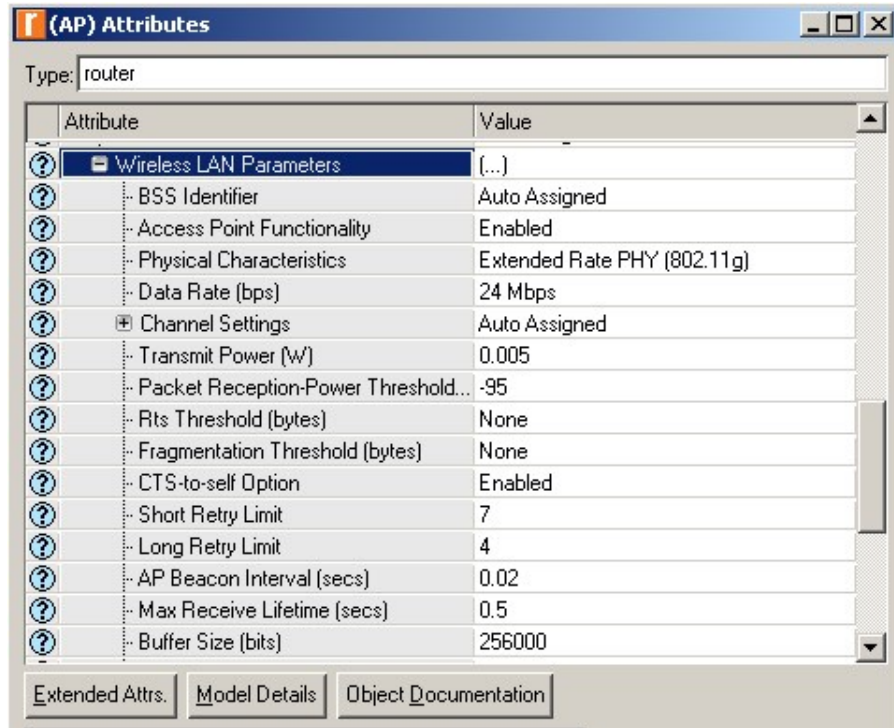 (AP) Attributes
Type: router
Attribute Value
Wireless LAN Parameters (...)
BSS Identifier Auto Assigned
Access Point Functionality Enabled
Physical Characteristics Extended Rate PHY (802.11g)
Data Rate (bps) 24 Mbps
Channel Settings Auto Assigned
Transmit Power (W) 0.005
Packet Reception-Power Threshold... -95
Rts Threshold (bytes) None
Fragmentation Threshold (bytes) None
CTS-to-self Option Enabled
Short Retry Limit 7
Long Retry Limit 4
AP Beacon Interval (secs) 0.02
Max Receive Lifetime (secs) 0.5
Buffer Size (bits) 256000
Extended Attrs. Model Details Object Documentation